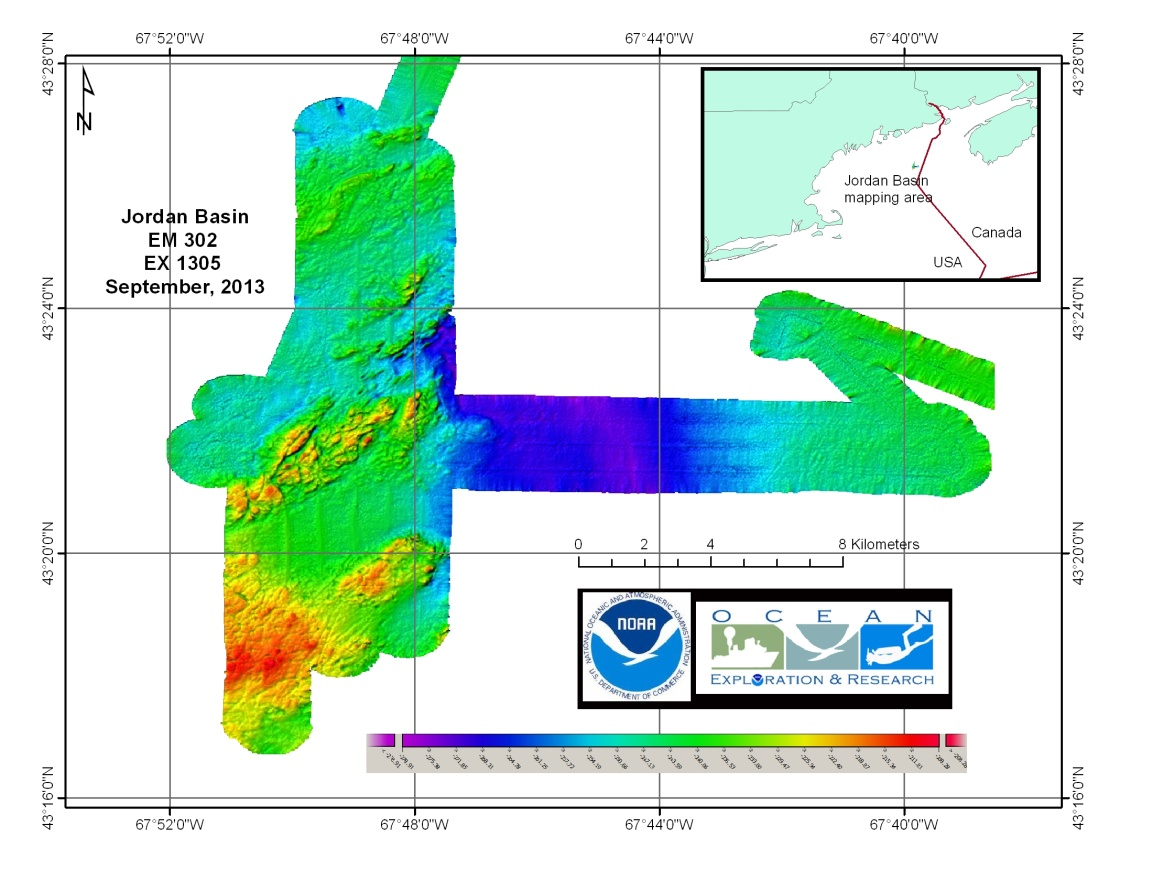 67°52'0"W 67°48'0"W 67°44'0"W 67°40'0"W
43°28'0"N 43°28'0"N
N
Jordan Basin
mapping area
Canada
USA
Jordan Basin
EM 302
EX 1305
September, 2013
43°24'0"N 43°24'0"N
0 2 4 8 Kilometers
43°20'0"N 43°20'0"N
NATIONAL OCEANIC AND ATMOSPHERIC ADMINISTRATION
NOAA
U.S. DEPARTMENT OF COMMERCE
OCEAN
EXPLORATION & RESEARCH
43°16'0"N 43°16'0"N
67°52'0"W 67°48'0"W 67°44'0"W 67°40'0"W